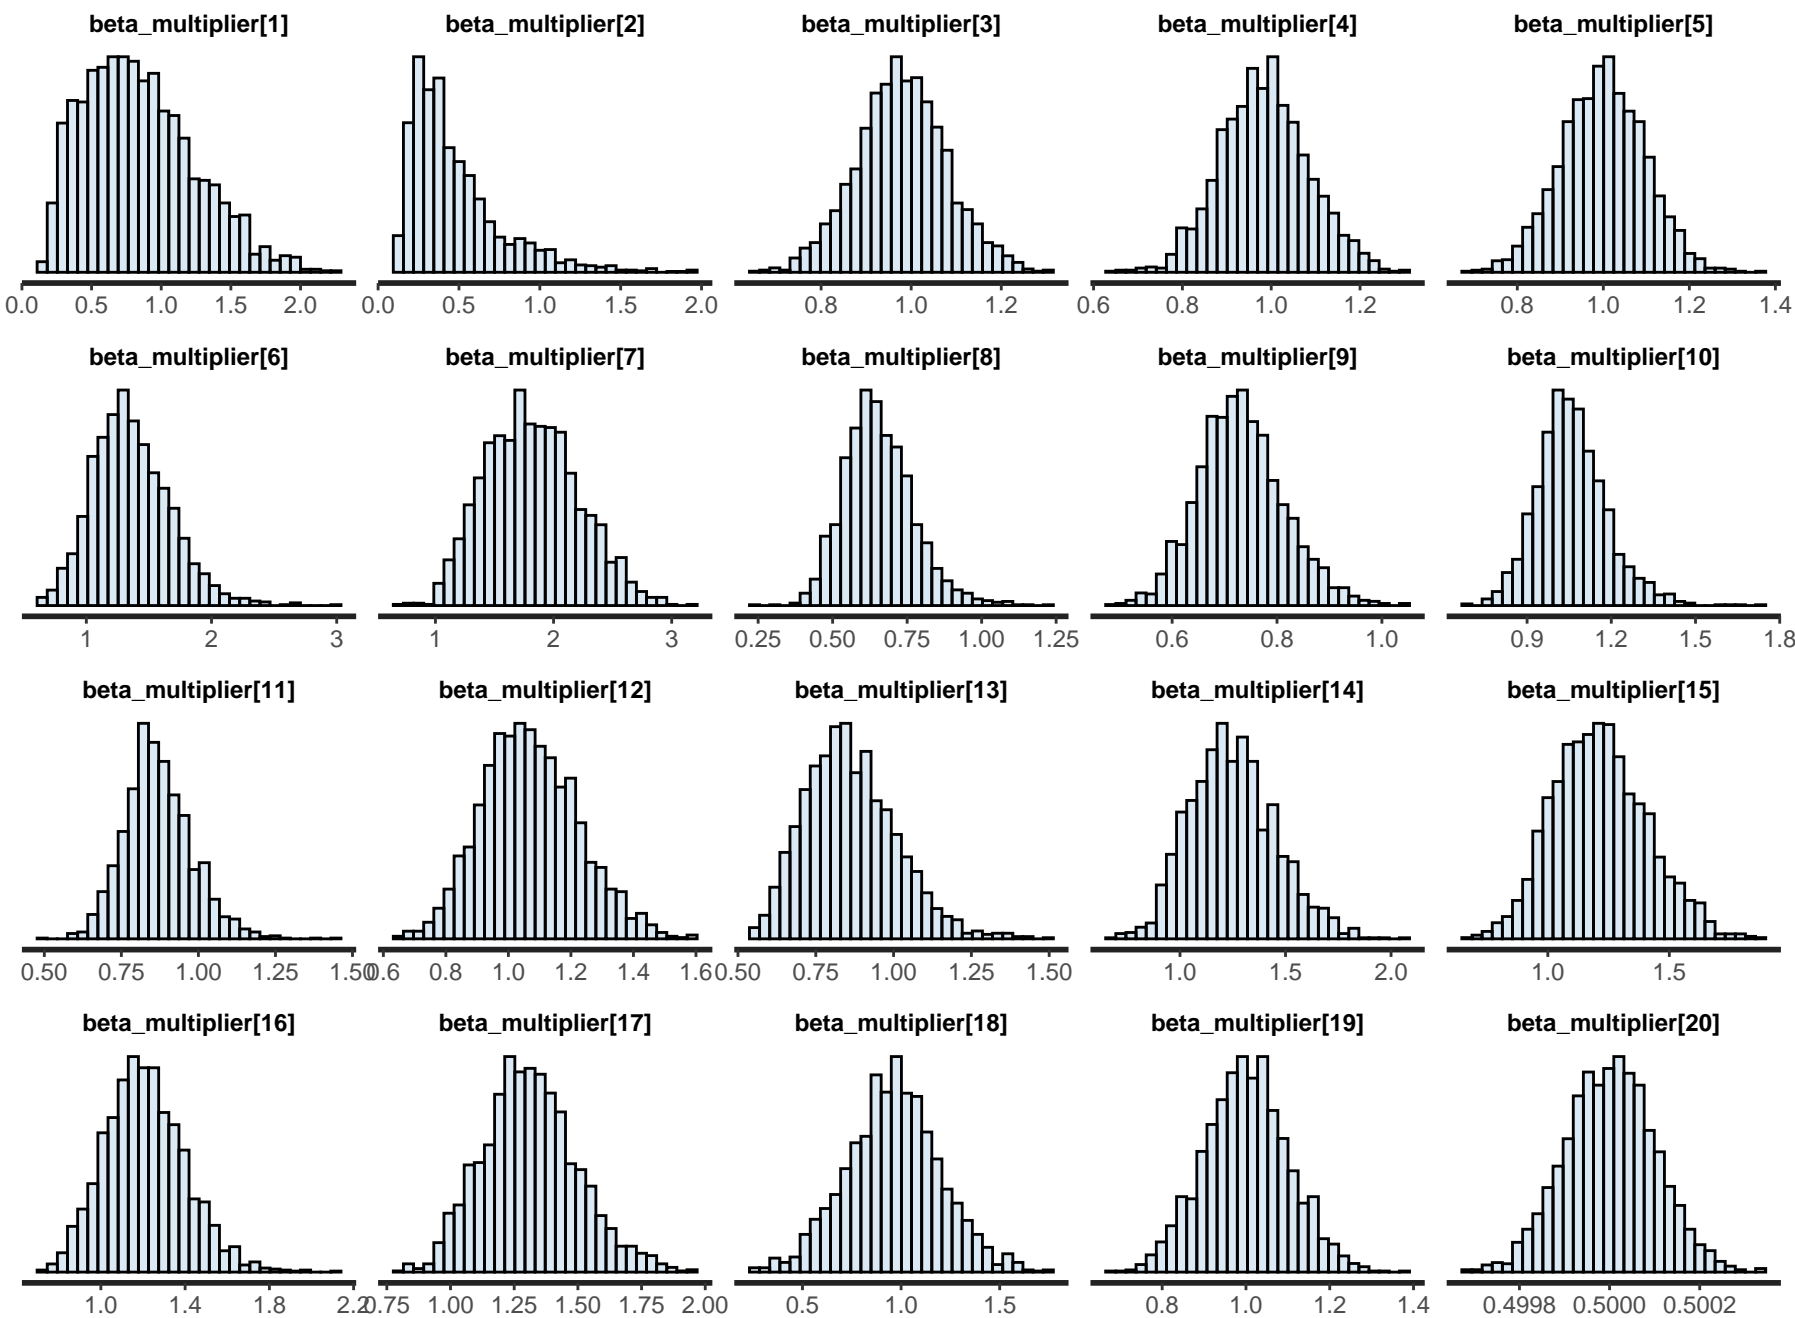 beta_multiplier[1] beta_multiplier[2] beta_multiplier[3] beta_multiplier[4] beta_multiplier[5]
0.0 0.5 1.0 1.5 2.0 0.0 0.5 1.0 1.5 2.0 0.8 1.0 1.2 0.6 0.8 1.0 1.2 0.8 1.0 1.2 1.4
beta_multiplier[6] beta_multiplier[7] beta_multiplier[8] beta_multiplier[9] beta_multiplier[10]
1 2 3 1 2 3 0.25 0.50 0.75 1.00 1.25 0.6 0.8 1.0 0.9 1.2 1.5 1.8
beta_multiplier[11] beta_multiplier[12] beta_multiplier[13] beta_multiplier[14] beta_multiplier[15]
0.50 0.75 1.00 1.25 1.50 0.6 0.8 1.0 1.2 1.4 1.6 0.50 0.75 1.00 1.25 1.50 1.0 1.5 2.0 1.0 1.5
beta_multiplier[16] beta_multiplier[17] beta_multiplier[18] beta_multiplier[19] beta_multiplier[20]
1.0 1.4 1.8 2.2 0.75 1.00 1.25 1.50 1.75 2.00 0.5 1.0 1.5 0.8 1.0 1.2 1.4 0.4998 0.5000 0.5002